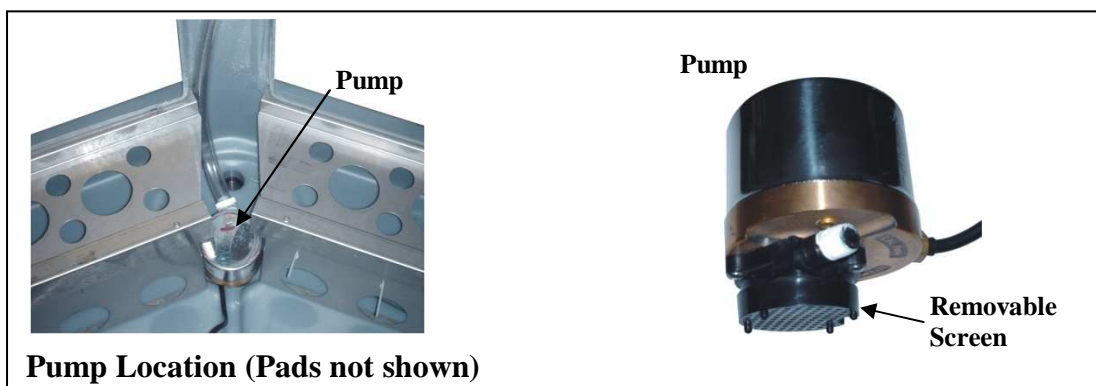 Pump
Pump Location (Pads not shown)
Pump
Removable
Screen